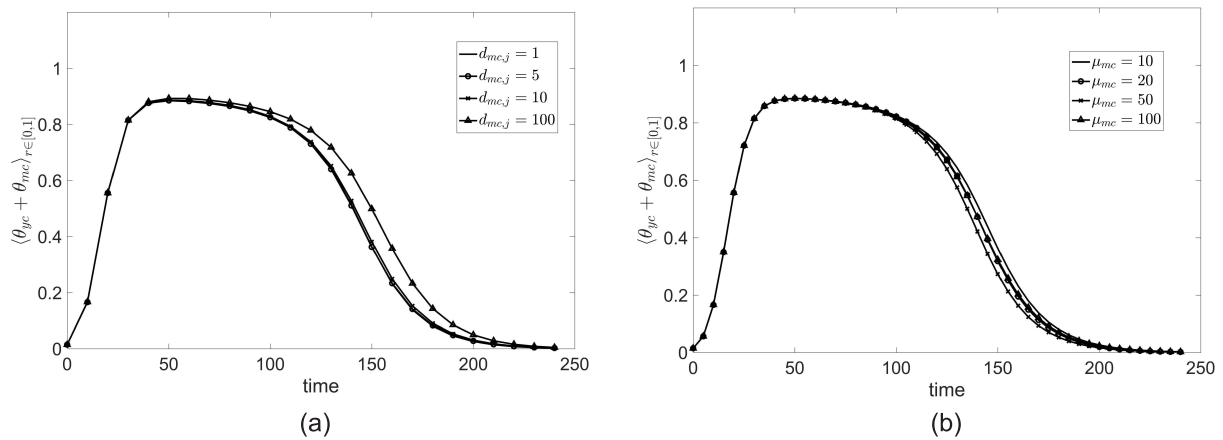 1
0.8
0.6
0.4
0.2
0
0 50 100 150 200 250
time
⟨θ_yc + θ_mc⟩_r∈[0,1]
d_mc,j = 1
d_mc,j = 5
d_mc,j = 10
d_mc,j = 100
(a)
1
0.8
0.6
0.4
0.2
0
0 50 100 150 200 250
time
⟨θ_yc + θ_mc⟩_r∈[0,1]
μ_mc = 10
μ_mc = 20
μ_mc = 50
μ_mc = 100
(b)